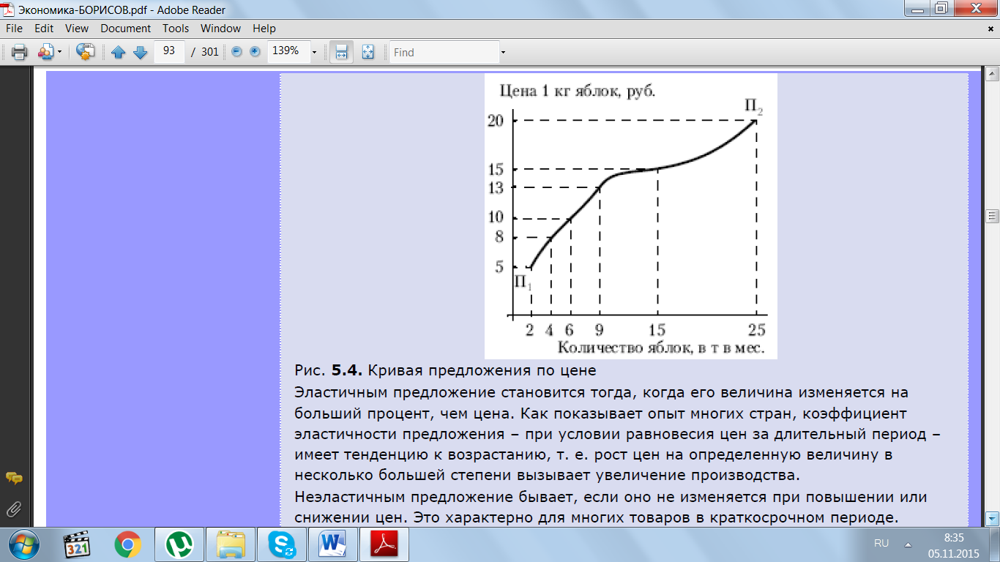 Экономика-БОРИСОВ.pdf - Adobe Reader
File Edit View Document Tools Window Help
93 / 301 139% Find
Цена 1 кг яблок, руб.
П2
20
15
13
10
8
5
П1
2 4 6 9 15 25
Количество яблок, в т в мес.
Рис. 5.4. Кривая предложения по цене
Эластичным предложение становится тогда, когда его величина изменяется на
больший процент, чем цена. Как показывает опыт многих стран, коэффициент
эластичности предложения – при условии равновесия цен за длительный период –
имеет тенденцию к возрастанию, т. е. рост цен на определенную величину в
несколько большей степени вызывает увеличение производства.
Неэластичным предложение бывает, если оно не изменяется при повышении или
снижении цен. Это характерно для многих товаров в краткосрочном периоде.
321
RU
8:35
05.11.2015